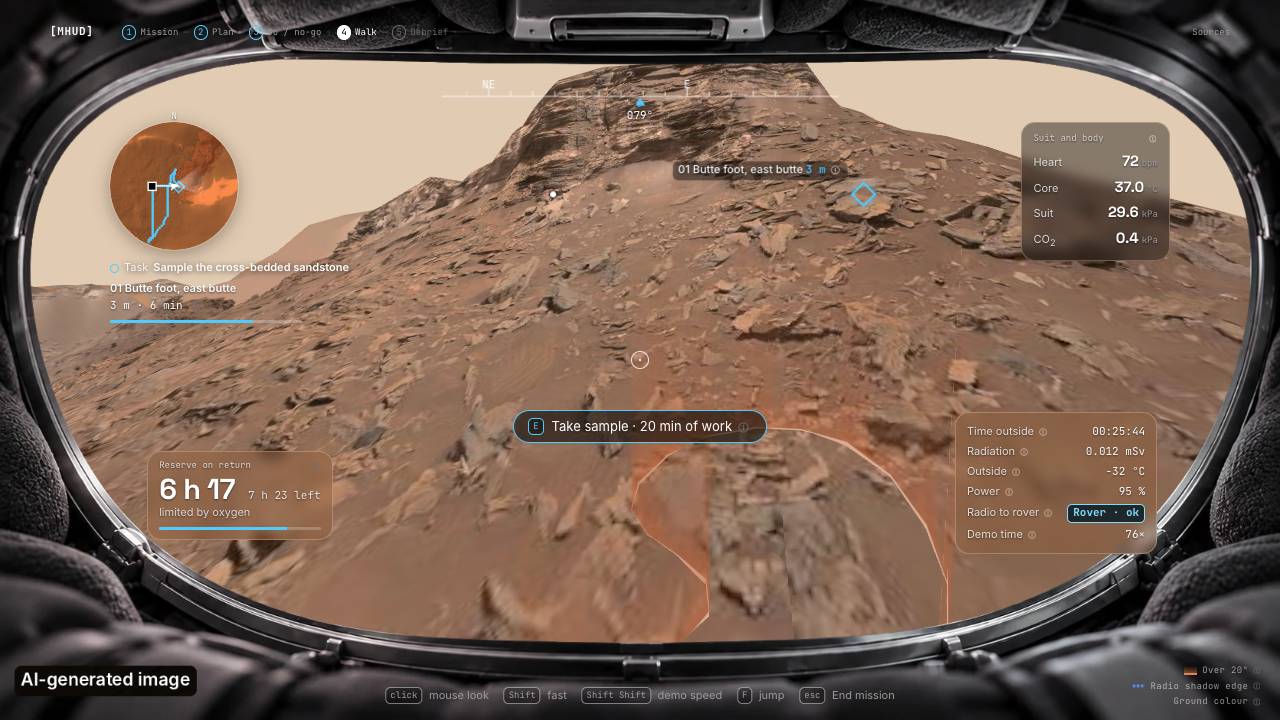 [MHUD]
1 Mission 2 Plan 3 Go / no-go 4 Walk 5 Debrief
Sources
NE E
079°
N
01 Butte foot, east butte 3 m
Suit and body
Heart 72 bpm
Core 37.0 °C
Suit 29.6 kPa
CO2 0.4 kPa
Task Sample the cross-bedded sandstone
01 Butte foot, east butte
3 m · 6 min
E Take sample · 20 min of work
Reserve on return
6 h 17 7 h 23 left
limited by oxygen
Time outside 00:25:44
Radiation 0.012 mSv
Outside -32 °C
Power 95 %
Radio to rover Rover · ok
Demo time 76×
AI-generated image
click mouse look Shift fast Shift Shift demo speed F jump esc End mission
Over 20°
Radio shadow edge
Ground colour